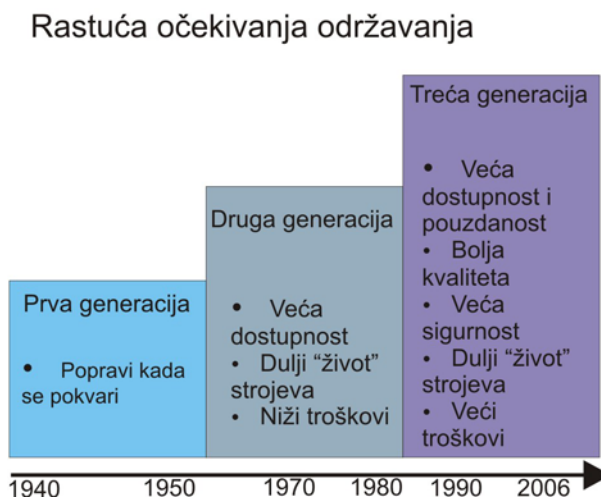 Rastuća očekivanja održavanja
Prva generacija
• Popravi kada
se pokvari
Druga generacija
• Veća
dostupnost
• Dulji “život”
strojeva
• Niži troškovi
Treća generacija
• Veća
dostupnost i
pouzdanost
• Bolja
kvaliteta
• Veća
sigurnost
• Dulji “život”
strojeva
• Veći
troškovi
1940 1950 1970 1980 1990 2006